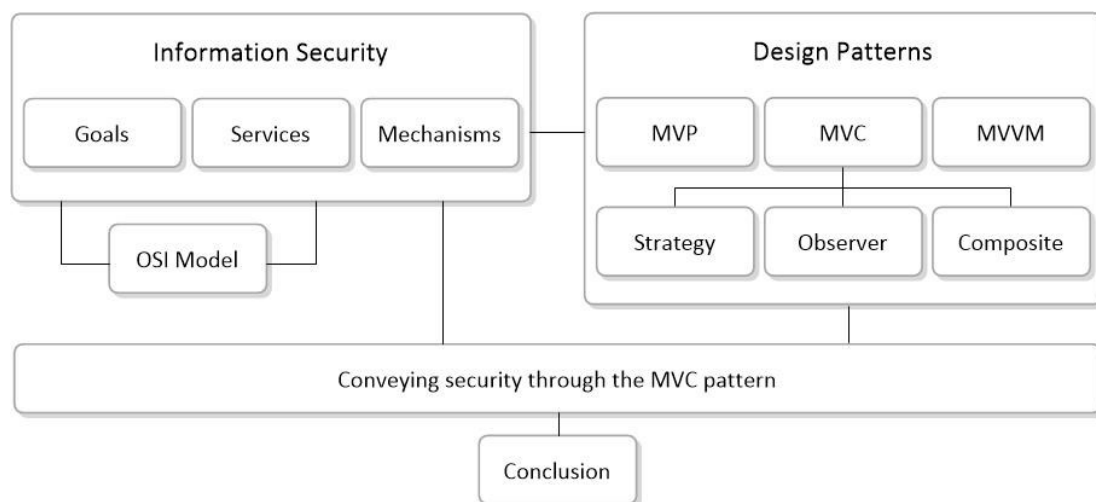 Information Security
Goals
Services
Mechanisms
OSI Model
Design Patterns
MVP
MVC
MVVM
Strategy
Observer
Composite
Conveying security through the MVC pattern
Conclusion